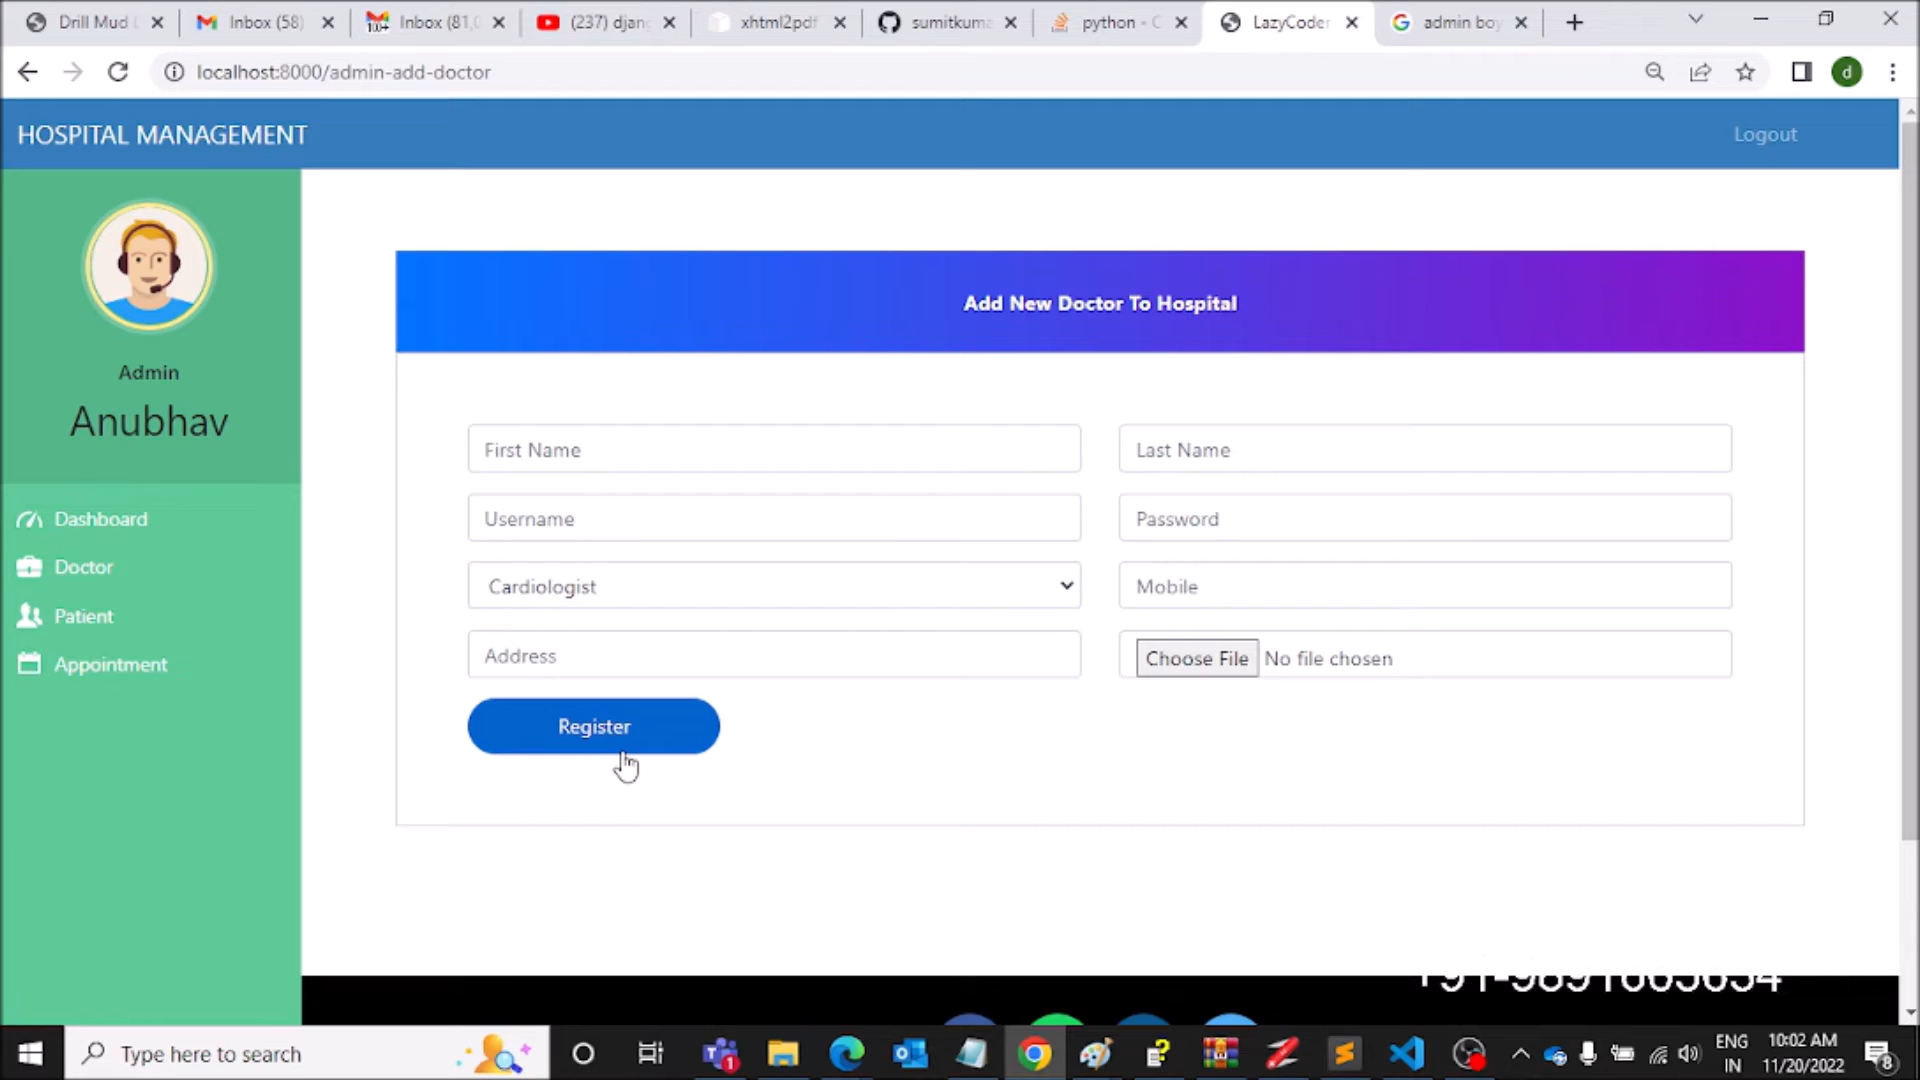 Drill Mud
Inbox (58)
Inbox (81,
(237) djan
xhtml2pdf
sumitkuma
python -
LazyCoder
admin boy
localhost:8000/admin-add-doctor
d
HOSPITAL MANAGEMENT
Logout
Admin
Anubhav
Dashboard
Doctor
Patient
Appointment
Add New Doctor To Hospital
First Name
Last Name
Username
Password
Cardiologist
Mobile
Address
Choose File No file chosen
Register
Type here to search
ENG
IN
10:02 AM
11/20/2022
8